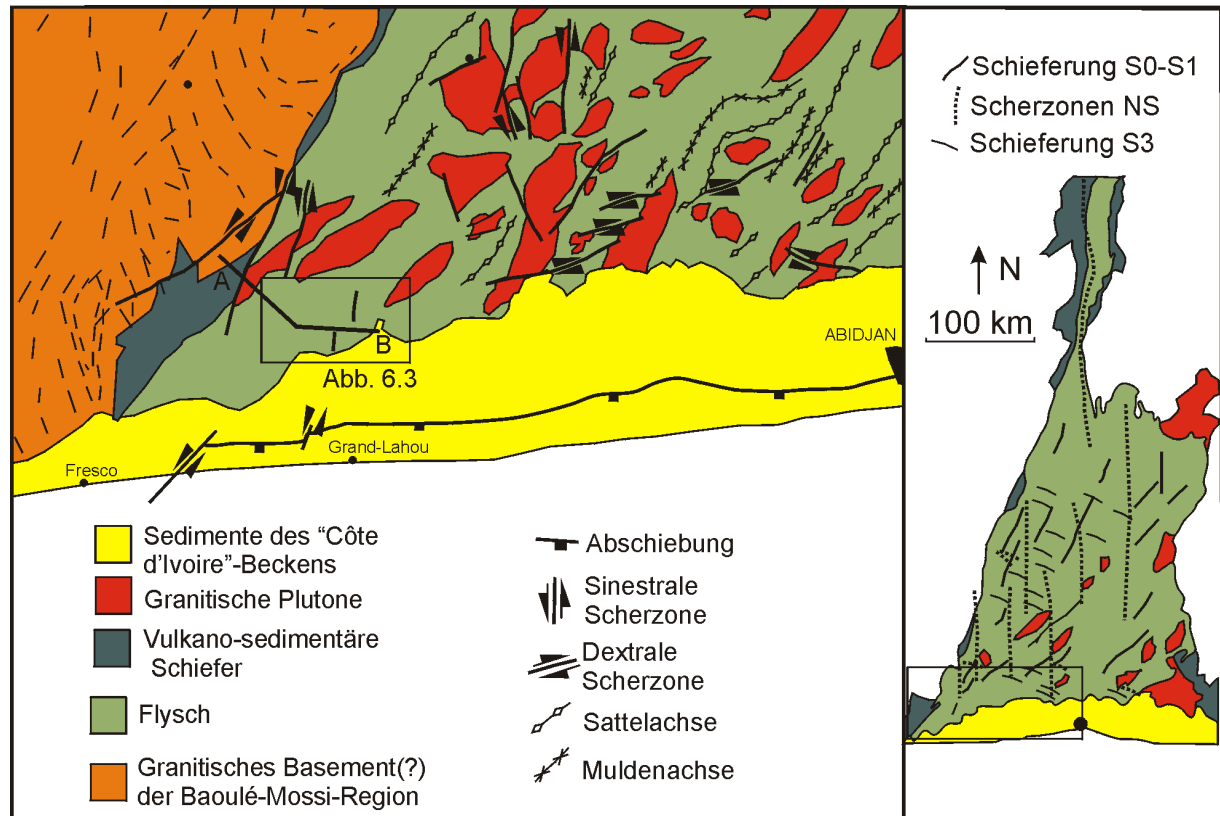 A
B
Abb. 6.3
ABIDJAN
Grand-Lahou
Fresco
Sedimente des "Côte
d'Ivoire"-Beckens
Granitische Plutone
Vulkano-sedimentäre
Schiefer
Flysch
Granitisches Basement(?)
der Baoulé-Mossi-Region
Abschiebung
Sinestrale
Scherzone
Dextrale
Scherzone
Sattelachse
Muldenachse
Schieferung S0-S1
Scherzonen NS
Schieferung S3
N
100 km